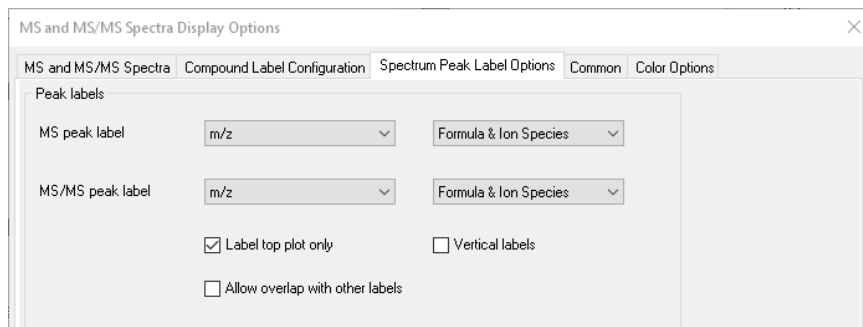 MS and MS/MS Spectra Display Options
MS and MS/MS Spectra Compound Label Configuration Spectrum Peak Label Options Common Color Options
Peak labels
MS peak label m/z Formula & Ion Species
MS/MS peak label m/z Formula & Ion Species
Label top plot only Vertical labels
Allow overlap with other labels